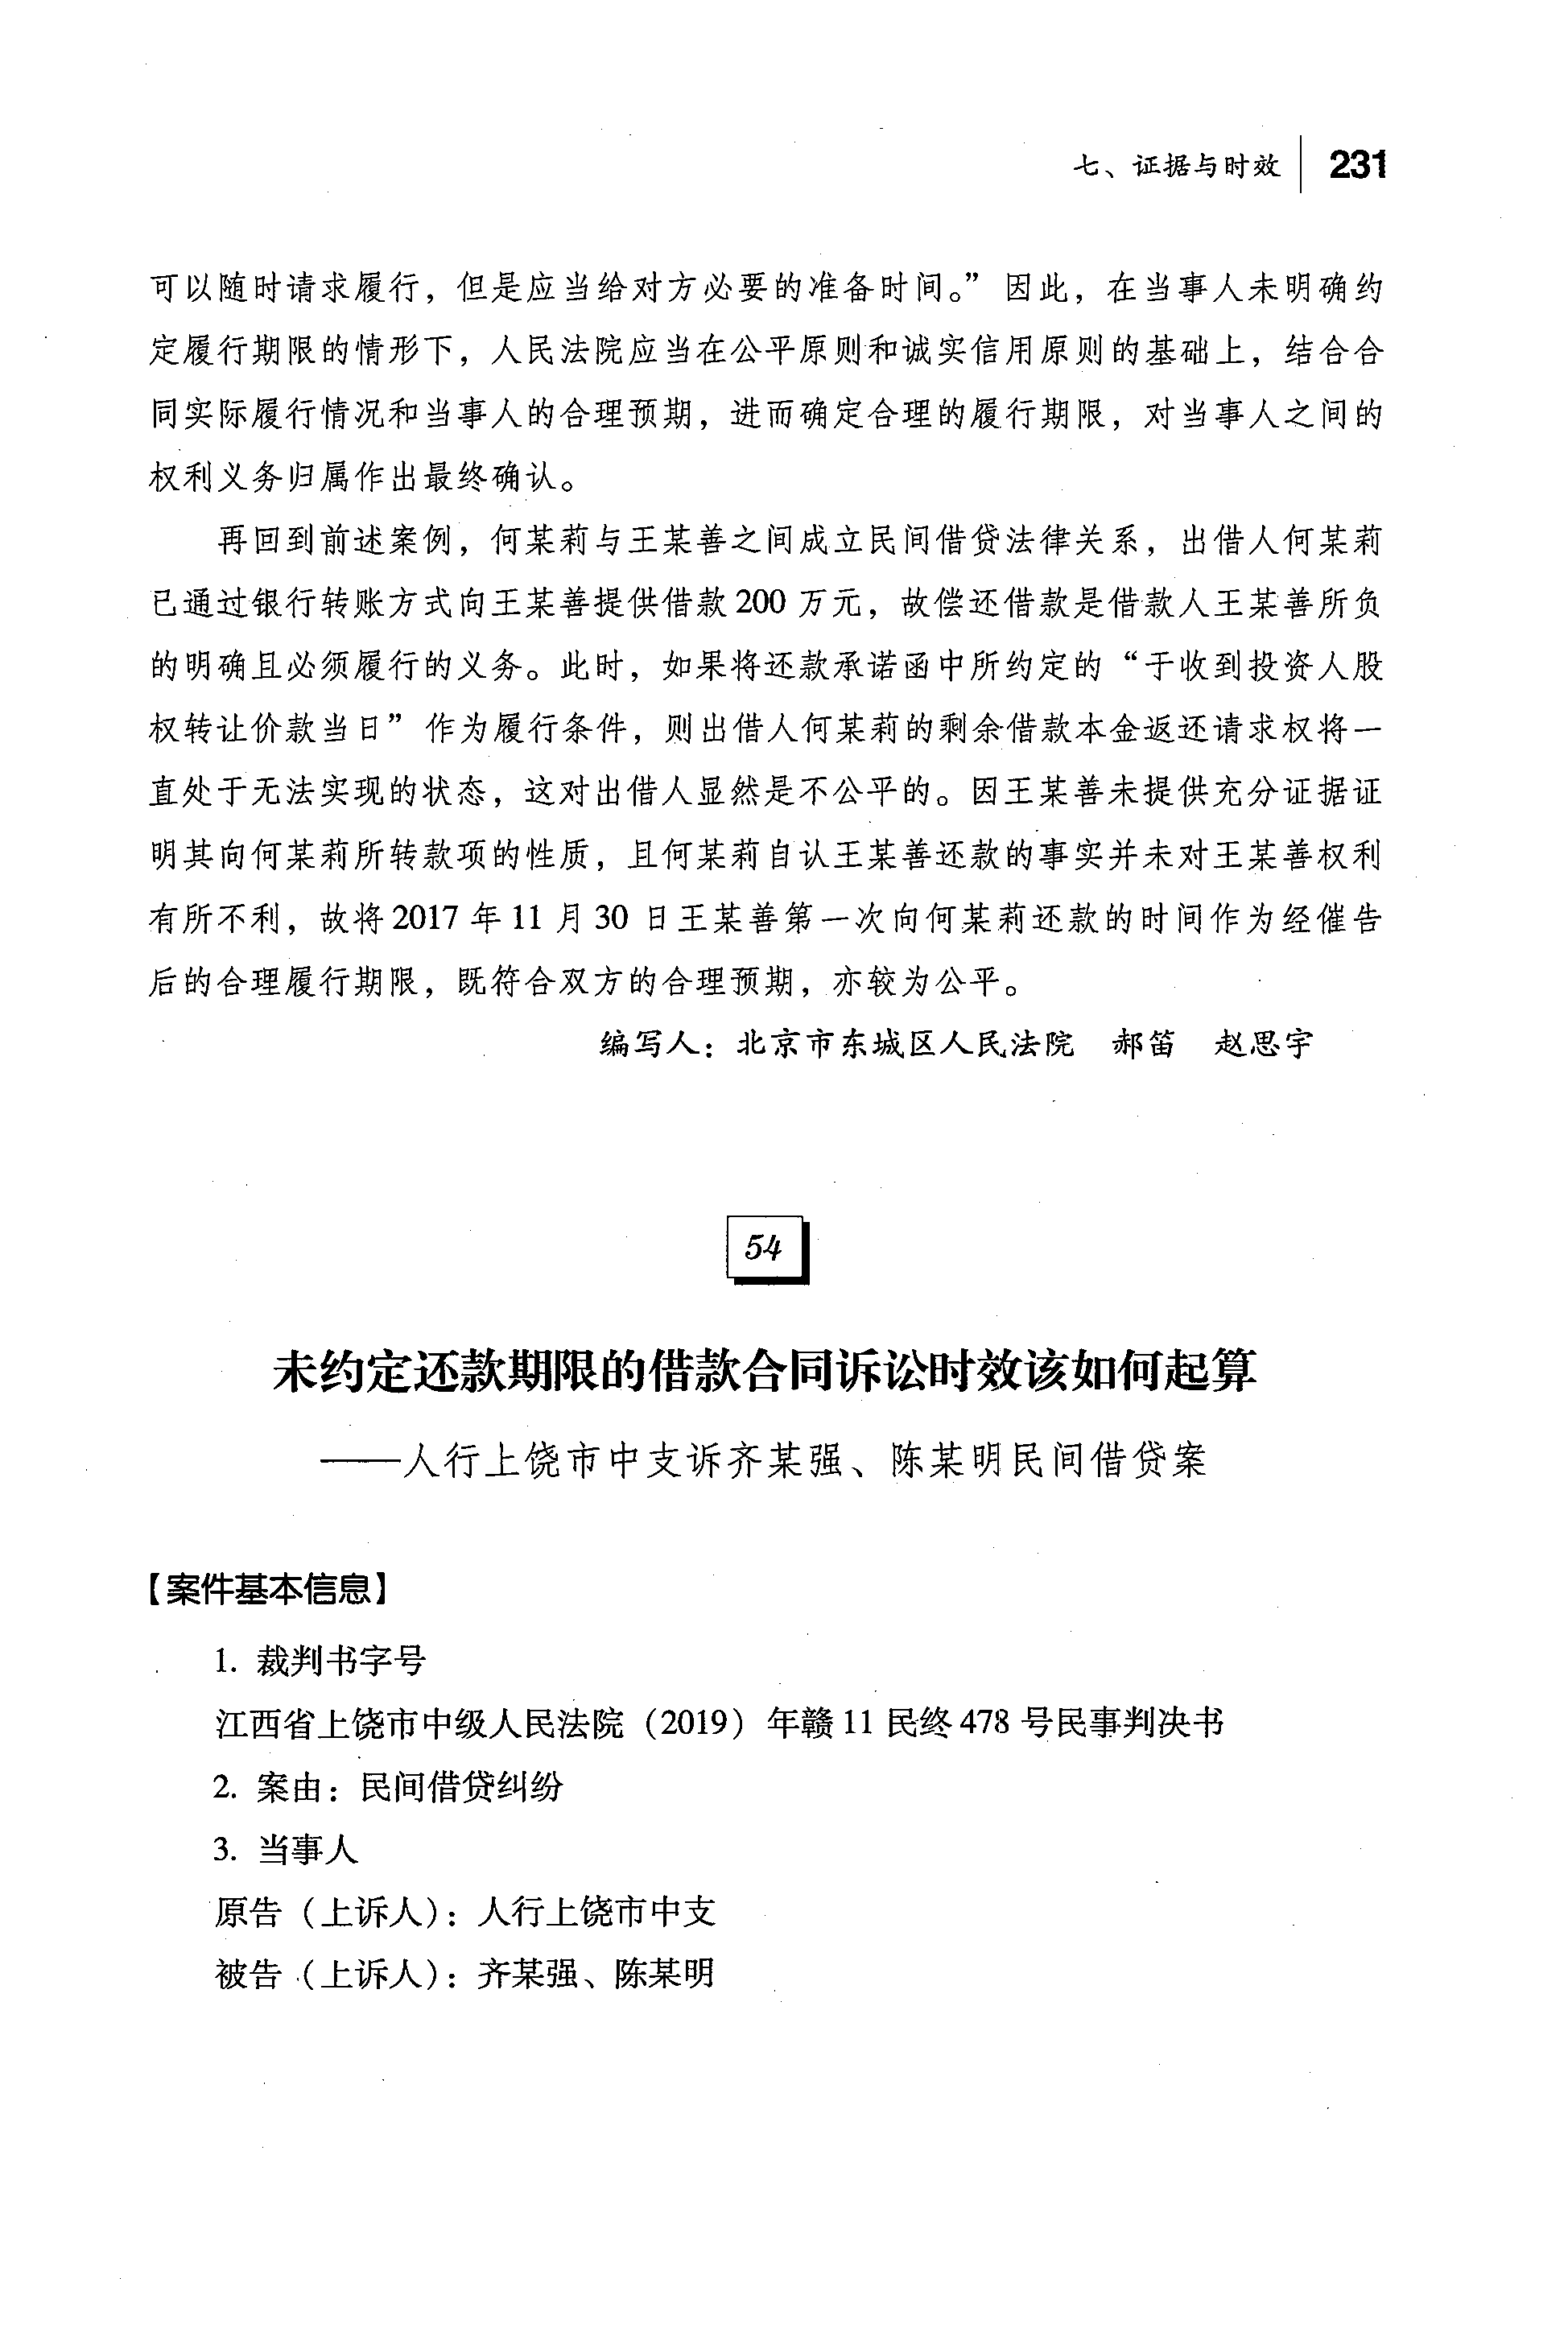 七、证据与时效 231
可以随时请求履行，但是应当给对方必要的准备时间。”因此，在当事人未明确约
定履行期限的情形下，人民法院应当在公平原则和诚实信用原则的基础上，结合合
同实际履行情况和当事人的合理预期，进而确定合理的履行期限，对当事人之间的
权利义务归属作出最终确认。
再回到前述案例，何某莉与王某善之间成立民间借贷法律关系，出借人何某莉
已通过银行转账方式向王某善提供借款200万元，故偿还借款是借款人王某善所负
的明确且必须履行的义务。此时，如果将还款承诺函中所约定的“于收到投资人股
权转让价款当日”作为履行条件，则出借人何某莉的剩余借款本金返还请求权将一
直处于无法实现的状态，这对出借人显然是不公平的。因王某善未提供充分证据证
明其向何某莉所转款项的性质，且何某莉自认王某善还款的事实并未对王某善权利
有所不利，故将2017年11月30日王某善第一次向何某莉还款的时间作为经催告
后的合理履行期限，既符合双方的合理预期，亦较为公平。
编写人：北京市东城区人民法院 郝笛 赵思宇
54
未约定还款期限的借款合同诉讼时效该如何起算
——人行上饶市中支诉齐某强、陈某明民间借贷案
【案件基本信息】
1. 裁判书字号
江西省上饶市中级人民法院（2019）年赣11民终478号民事判决书
2. 案由：民间借贷纠纷
3. 当事人
原告（上诉人）：人行上饶市中支
被告（上诉人）：齐某强、陈某明